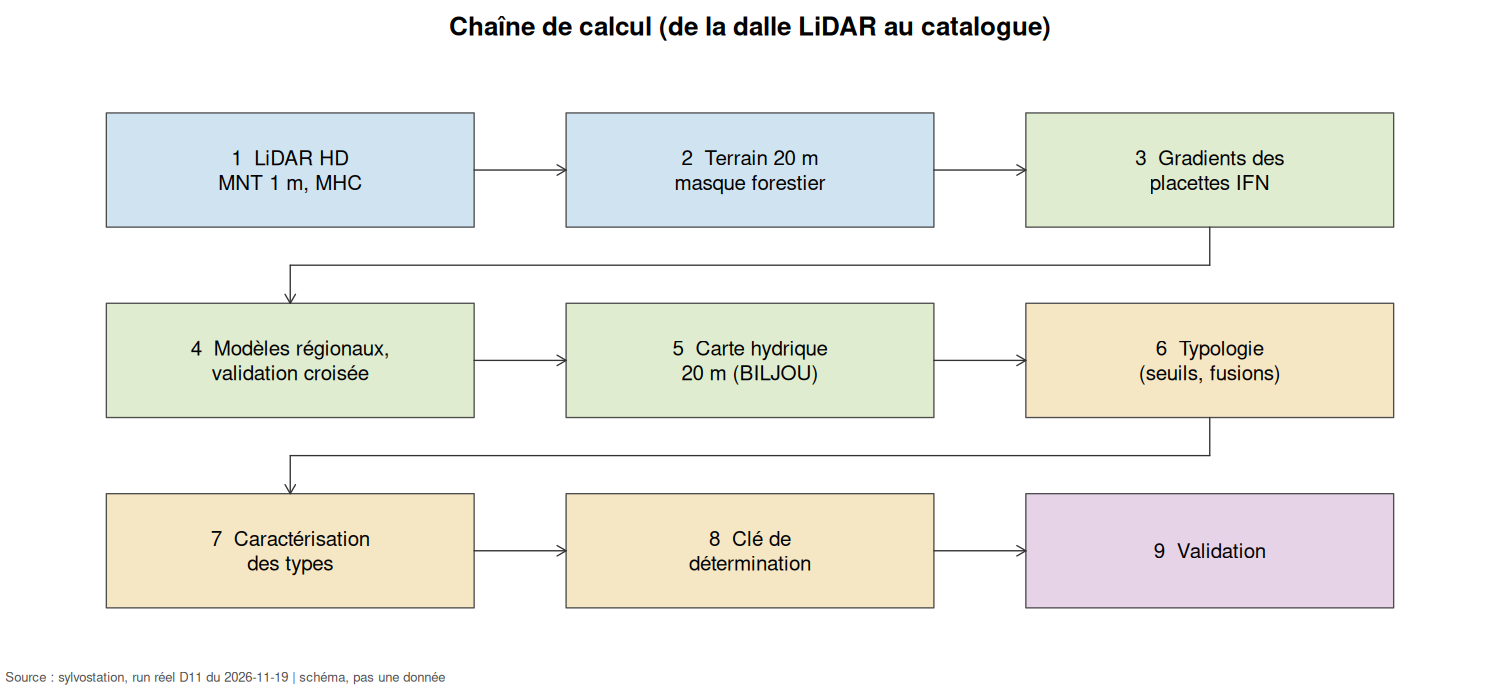 Chaîne de calcul (de la dalle LiDAR au catalogue)
1 LiDAR HD
MNT 1 m, MHC
2 Terrain 20 m
masque forestier
3 Gradients des
placettes IFN
4 Modèles régionaux,
validation croisée
5 Carte hydrique
20 m (BILJOU)
6 Typologie
(seuils, fusions)
7 Caractérisation
des types
8 Clé de
détermination
9 Validation
Source : sylvostation, run réel D11 du 2026-11-19 | schéma, pas une donnée